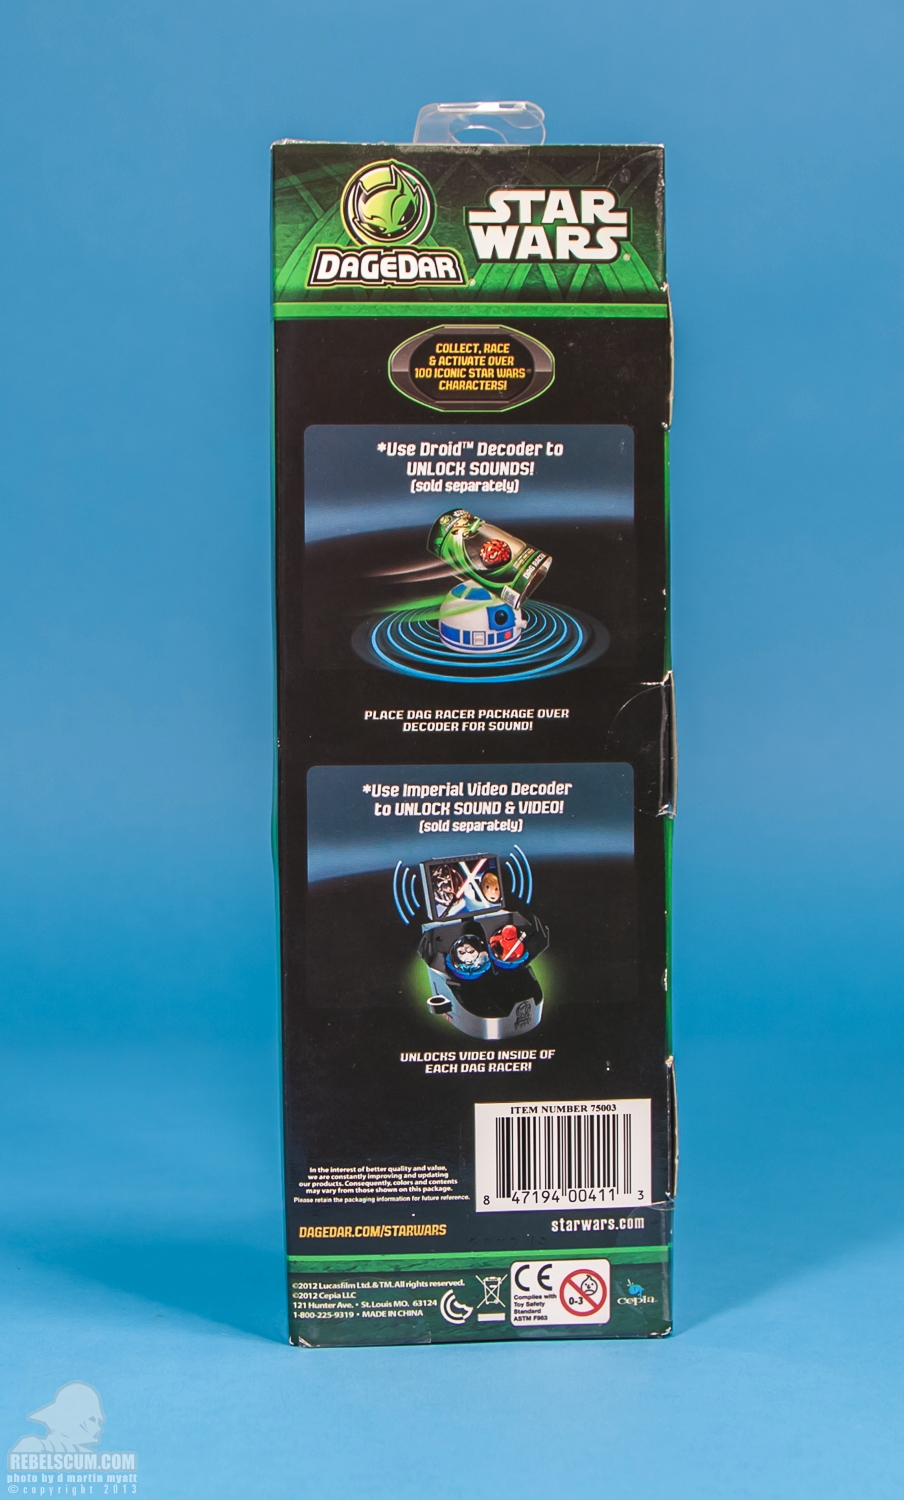 DAGEDAR
STAR
WARS
COLLECT, RACE
& ACTIVATE OVER
100 ICONIC STAR WARS®
CHARACTERS!
*Use Droid™ Decoder to
UNLOCK SOUNDS!
(sold separately)
PLACE DAG RACER PACKAGE OVER
DECODER FOR SOUND!
*Use Imperial Video Decoder
to UNLOCK SOUND & VIDEO!
(sold separately)
UNLOCKS VIDEO INSIDE OF
EACH DAG RACER!
ITEM NUMBER 75003
8 47194 00411 3
In the interest of better quality and value,
we are constantly improving and updating
our products. Consequently, colors and contents
may vary from those shown on this package.
Please retain the packaging information for future reference.
DAGEDAR.COM/STARWARS
starwars.com
©2012 Lucasfilm Ltd. & TM. All rights reserved.
©2012 Cepia LLC
121 Hunter Ave. • St. Louis MO. 63124
1-800-225-9319 • MADE IN CHINA
CE
Complies with
Toy Safety
Standard
ASTM F963
0-3
cepia
REBELSCUM.COM
photo by d martin myatt
© copyright 2013